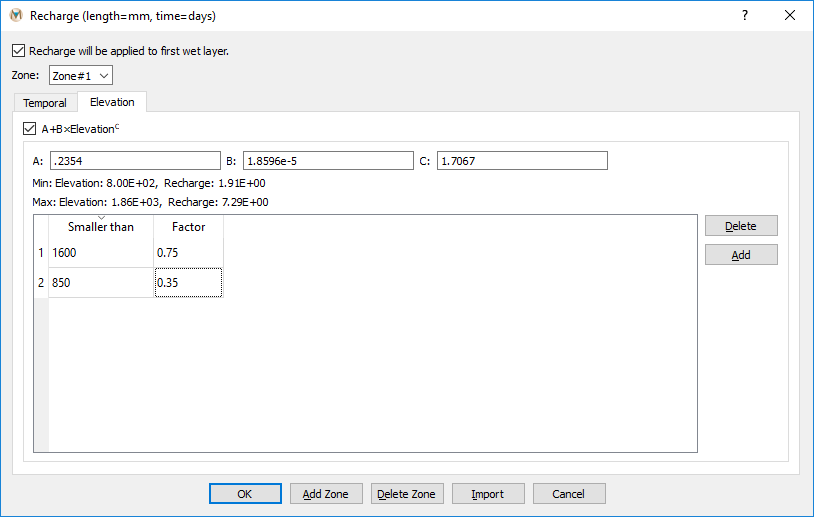 Recharge (length=mm, time=days)
?
Recharge will be applied to first wet layer.
Zone: Zone#1
Temporal Elevation
A+B×Elevationᶜ
A: .2354 B: 1.8596e-5 C: 1.7067
Min: Elevation: 8.00E+02, Recharge: 1.91E+00
Max: Elevation: 1.86E+03, Recharge: 7.29E+00
Smaller than Factor
1 1600 0.75
2 850 0.35
Delete
Add
OK Add Zone Delete Zone Import Cancel